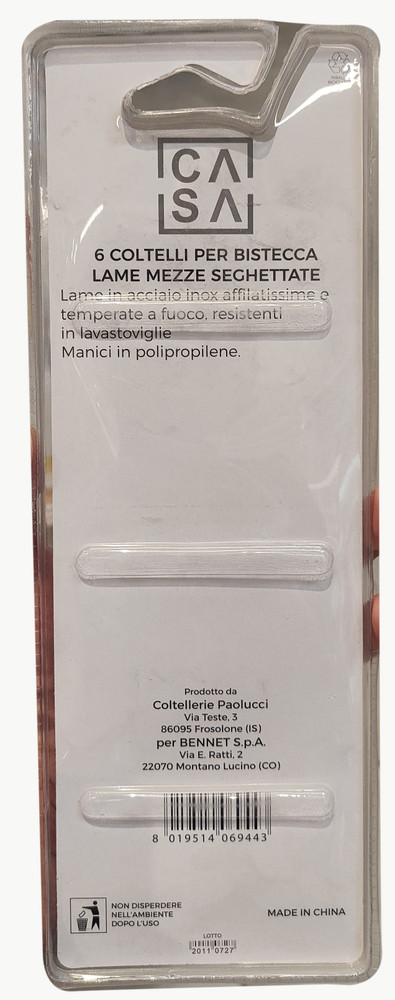 CA
SA
6 COLTELLI PER BISTECCA
LAME MEZZE SEGHETTATE
Lame in acciaio inox affilatissime e
temperate a fuoco, resistenti
in lavastoviglie
Manici in polipropilene.
Prodotto da
Coltellerie Paolucci
Via Teste, 3
86095 Frosolone (IS)
per BENNET S.p.A.
Via E. Ratti, 2
22070 Montano Lucino (CO)
8 019514 069443
NON DISPERDERE
NELL'AMBIENTE
DOPO L'USO
MADE IN CHINA
LOTTO
2011 0727